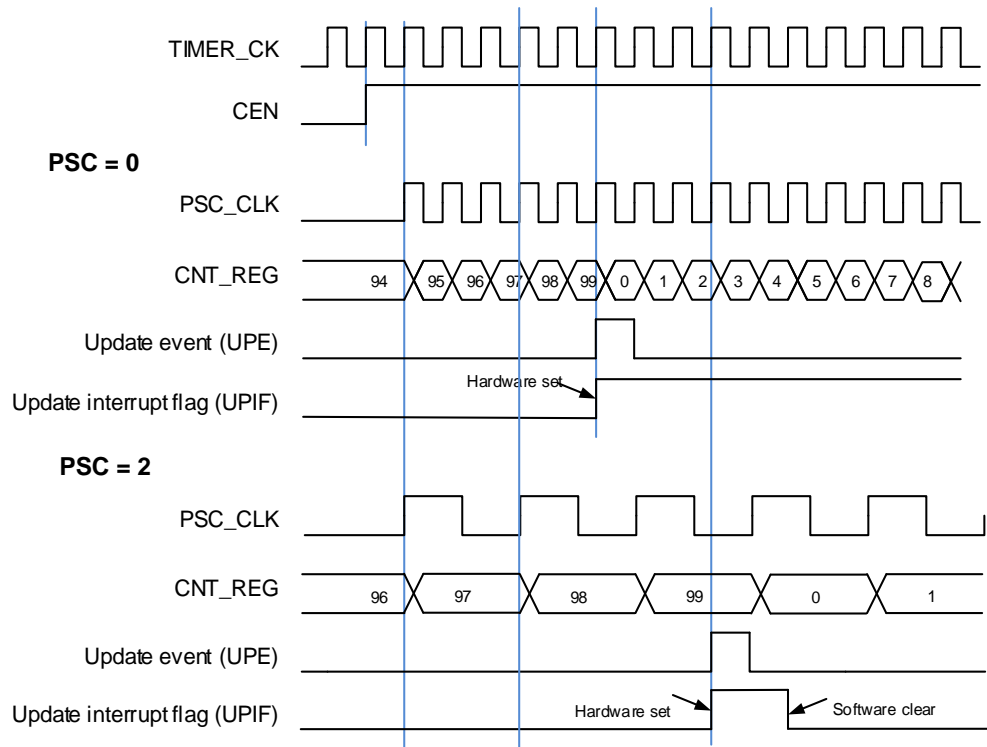 TIMER_CK
CEN
PSC = 0
PSC_CLK
CNT_REG 94 95 96 97 98 99 0 1 2 3 4 5 6 7 8
Update event (UPE)
Hardware set
Update interrupt flag (UPIF)
PSC = 2
PSC_CLK
CNT_REG 96 97 98 99 0 1
Update event (UPE)
Update interrupt flag (UPIF) Hardware set Software clear